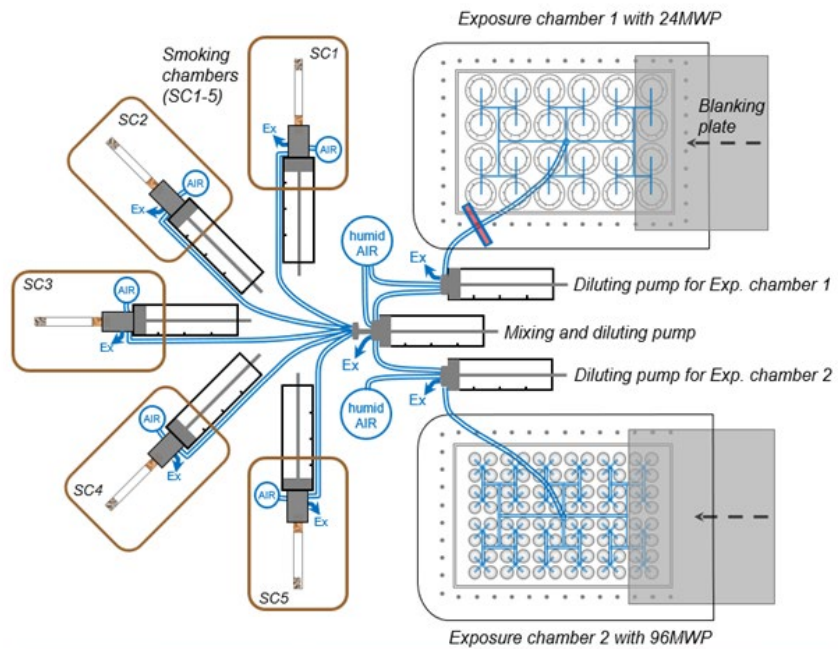 Exposure chamber 1 with 24MWP
Smoking
chambers
(SC1-5)
SC1
Ex
AIR
SC2
AIR
Ex
Blanking
plate
humid
AIR
Ex
Diluting pump for Exp. chamber 1
SC3
AIR
Ex
Mixing and diluting pump
Ex
Diluting pump for Exp. chamber 2
Ex
humid
AIR
SC4
AIR
Ex
SC5
AIR
Ex
Exposure chamber 2 with 96MWP